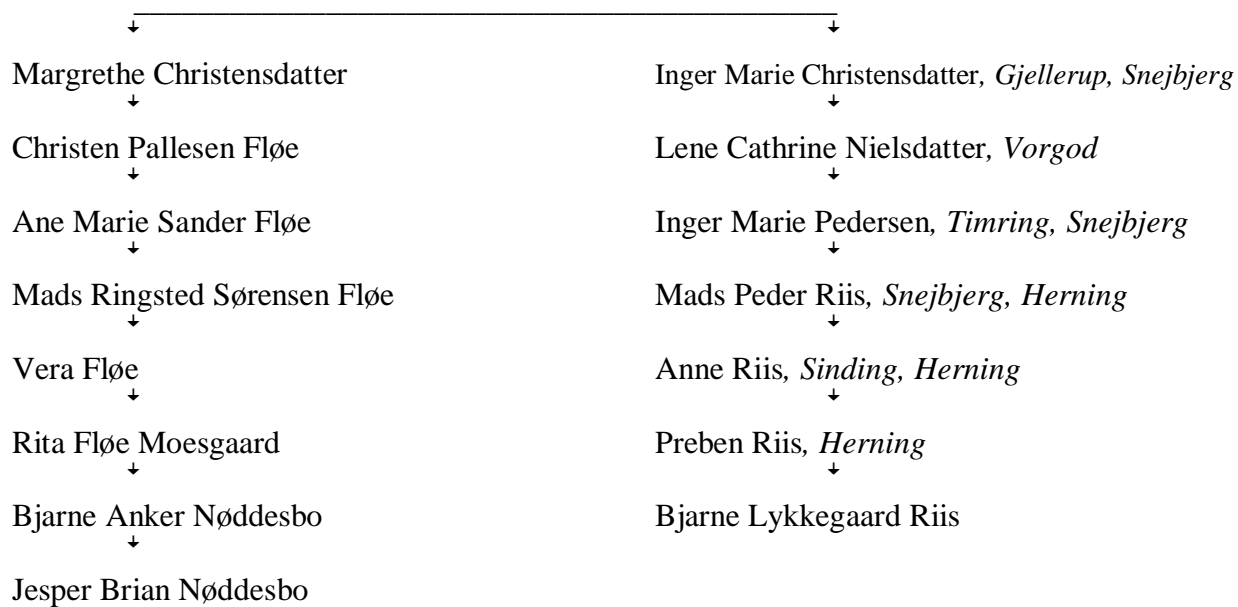 Margrethe Christensdatter
Inger Marie Christensdatter, Gjellerup, Snejbjerg
Christen Pallesen Fløe
Lene Cathrine Nielsdatter, Vorgod
Ane Marie Sander Fløe
Inger Marie Pedersen, Timring, Snejbjerg
Mads Ringsted Sørensen Fløe
Mads Peder Riis, Snejbjerg, Herning
Vera Fløe
Anne Riis, Sinding, Herning
Rita Fløe Moesgaard
Preben Riis, Herning
Bjarne Anker Nøddesbo
Bjarne Lykkegaard Riis
Jesper Brian Nøddesbo